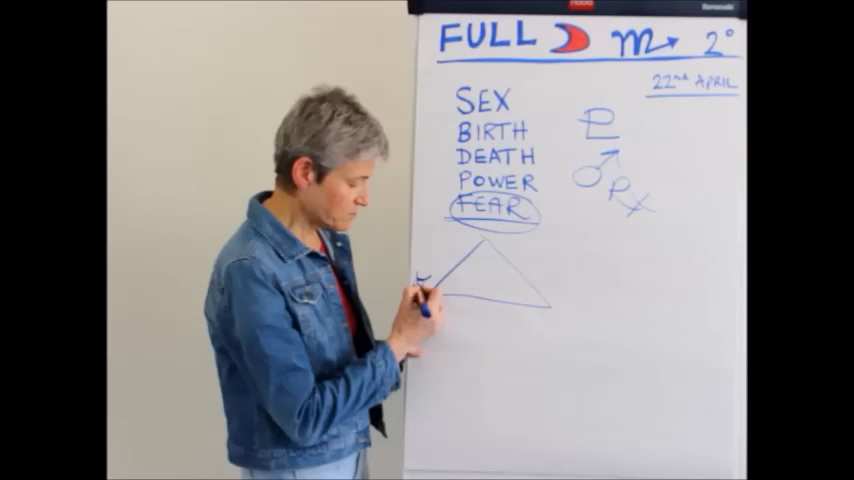 FULL ☽ ♏ 2°
22ND APRIL
SEX
BIRTH
DEATH
POWER
FEAR
♇
♂ Rx